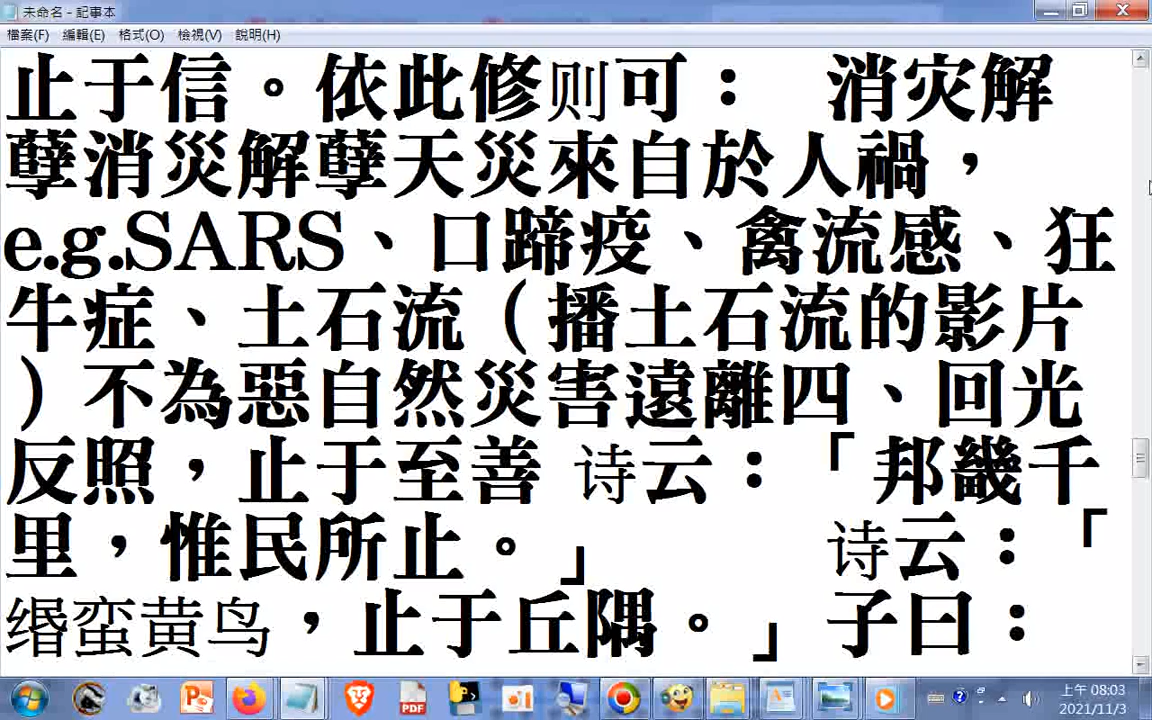 未命名 - 記事本
檔案(F) 編輯(E) 格式(O) 檢視(V) 說明(H)
止于信。依此修则可： 消灾解
孽消災解孽天災來自於人禍，
e.g.SARS、口蹄疫、禽流感、狂
牛症、土石流（播土石流的影片
）不為惡自然災害遠離四、回光
反照，止于至善 诗云：「邦畿千
里，惟民所止。」 诗云：「
缗蛮黄鸟，止于丘隅。」子曰：
上午 08:03
2021/11/3